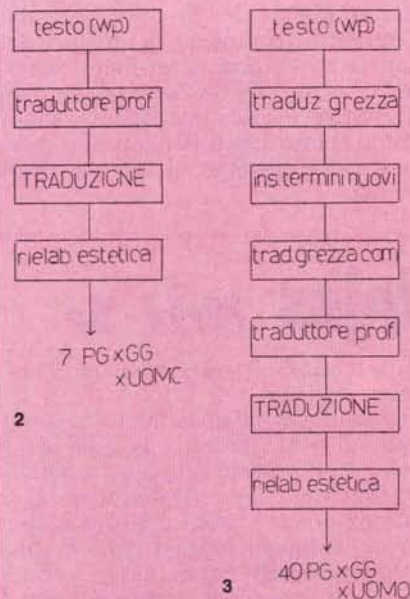 testo (wp)
traduttore prof
TRADUZIONE
rielab estetica
7 PG x GG
x UOMO
2
testo (wp)
traduz grezza
ins. termini nuovi
trad. grezza com
traduttore prof
TRADUZIONE
rielab estetica
40 PG x GG
x UOMO
3